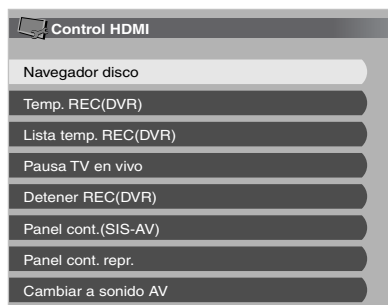 Control HDMI
Navegador disco
Temp. REC(DVR)
Lista temp. REC(DVR)
Pausa TV en vivo
Detener REC(DVR)
Panel cont.(SIS-AV)
Panel cont. repr.
Cambiar a sonido AV